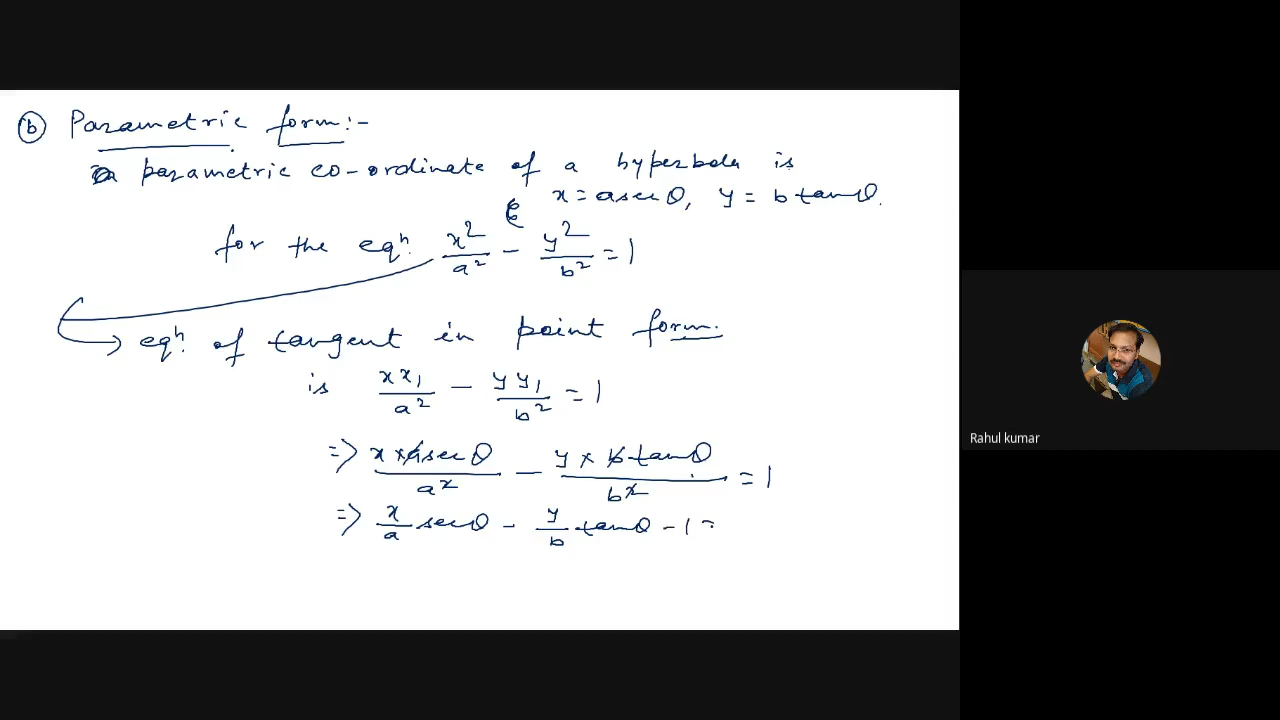 ⓑ Parametric form:-
parametric co-ordinate of a hyperbola is
x = a sec θ, y = b tan θ.
for the eqⁿ. x²/a² - y²/b² = 1
→ eqⁿ. of tangent in point form.
is xx₁/a² - yy₁/b² = 1
⇒ x × a sec θ/a² - y × b tan θ/b² = 1
⇒ x/a sec θ - y/b tan θ - 1 =
Rahul kumar